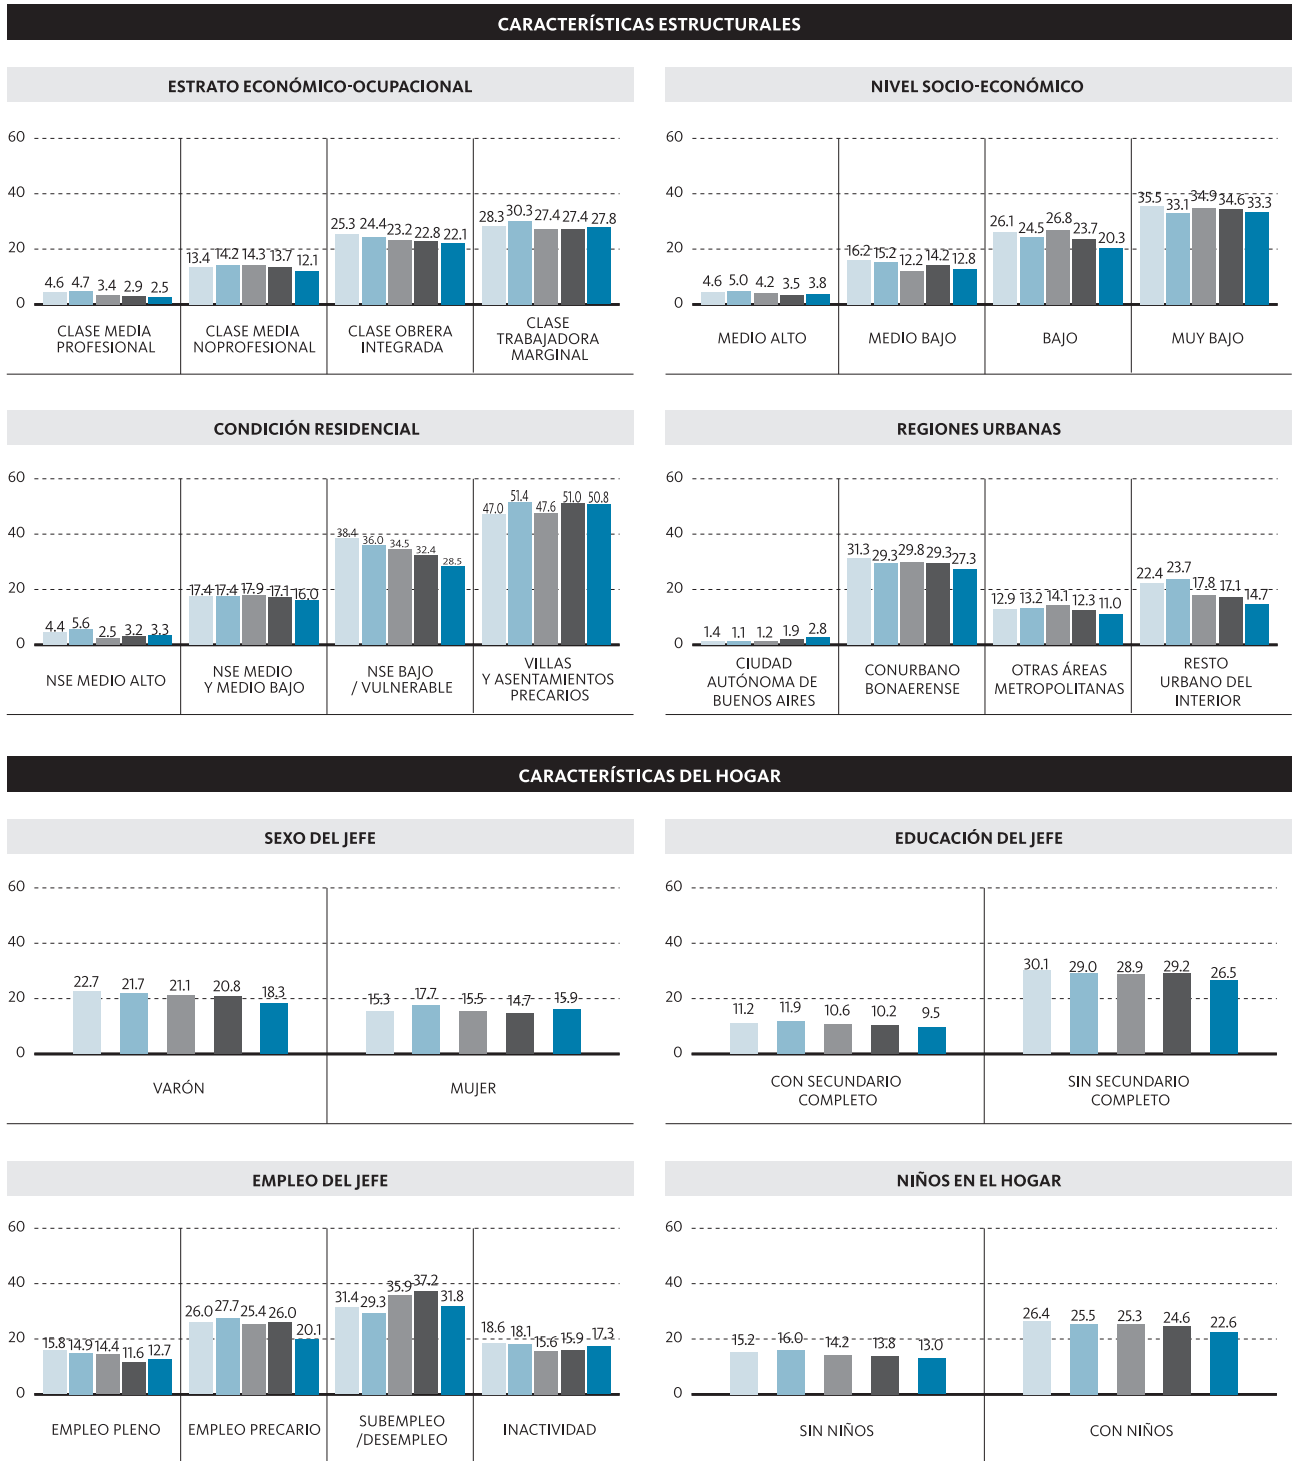 CARACTERÍSTICAS ESTRUCTURALES
ESTRATO ECONÓMICO-OCUPACIONAL
60
40
20
0
4.6 4.7 3.4 2.9 2.5
13.4 14.2 14.3 13.7 12.1
25.3 24.4 23.2 22.8 22.1
28.3 30.3 27.4 27.4 27.8
CLASE MEDIA
PROFESIONAL
CLASE MEDIA
NOPROFESIONAL
CLASE OBRERA
INTEGRADA
CLASE
TRABAJADORA
MARGINAL
NIVEL SOCIO-ECONÓMICO
60
40
20
0
4.6 5.0 4.2 3.5 3.8
16.2 15.2 12.2 14.2 12.8
26.1 24.5 26.8 23.7 20.3
35.5 33.1 34.9 34.6 33.3
MEDIO ALTO
MEDIO BAJO
BAJO
MUY BAJO
CONDICIÓN RESIDENCIAL
60
40
20
0
4.4 5.6 2.5 3.2 3.3
17.4 17.4 17.9 17.1 16.0
38.4 36.0 34.5 32.4 28.5
47.0 51.4 47.6 51.0 50.8
NSE MEDIO ALTO
NSE MEDIO
Y MEDIO BAJO
NSE BAJO
/ VULNERABLE
VILLAS
Y ASENTAMIENTOS
PRECARIOS
REGIONES URBANAS
60
40
20
0
1.4 1.1 1.2 1.9 2.8
31.3 29.3 29.8 29.3 27.3
12.9 13.2 14.1 12.3 11.0
22.4 23.7 17.8 17.1 14.7
CIUDAD
AUTÓNOMA DE
BUENOS AIRES
CONURBANO
BONAERENSE
OTRAS ÁREAS
METROPOLITANAS
RESTO
URBANO DEL
INTERIOR
CARACTERÍSTICAS DEL HOGAR
SEXO DEL JEFE
60
40
20
0
22.7 21.7 21.1 20.8 18.3
15.3 17.7 15.5 14.7 15.9
VARÓN
MUJER
EDUCACIÓN DEL JEFE
60
40
20
0
11.2 11.9 10.6 10.2 9.5
30.1 29.0 28.9 29.2 26.5
CON SECUNDARIO
COMPLETO
SIN SECUNDARIO
COMPLETO
EMPLEO DEL JEFE
60
40
20
0
15.8 14.9 14.4 11.6 12.7
26.0 27.7 25.4 26.0 20.1
31.4 29.3 35.9 37.2 31.8
18.6 18.1 15.6 15.9 17.3
EMPLEO PLENO
EMPLEO PRECARIO
SUBEMPLEO
/DESEMPLEO
INACTIVIDAD
NIÑOS EN EL HOGAR
60
40
20
0
15.2 16.0 14.2 13.8 13.0
26.4 25.5 25.3 24.6 22.6
SIN NIÑOS
CON NIÑOS